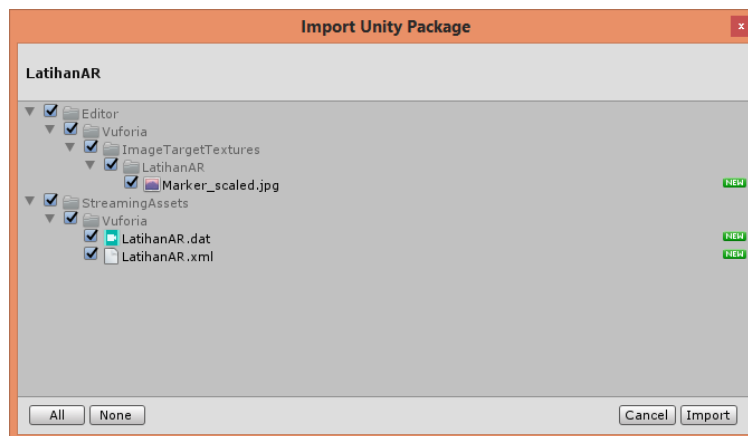 Import Unity Package
x
LatihanAR
Editor
Vuforia
ImageTargetTextures
LatihanAR
Marker_scaled.jpg NEW
StreamingAssets
Vuforia
LatihanAR.dat NEW
LatihanAR.xml NEW
All None Cancel Import